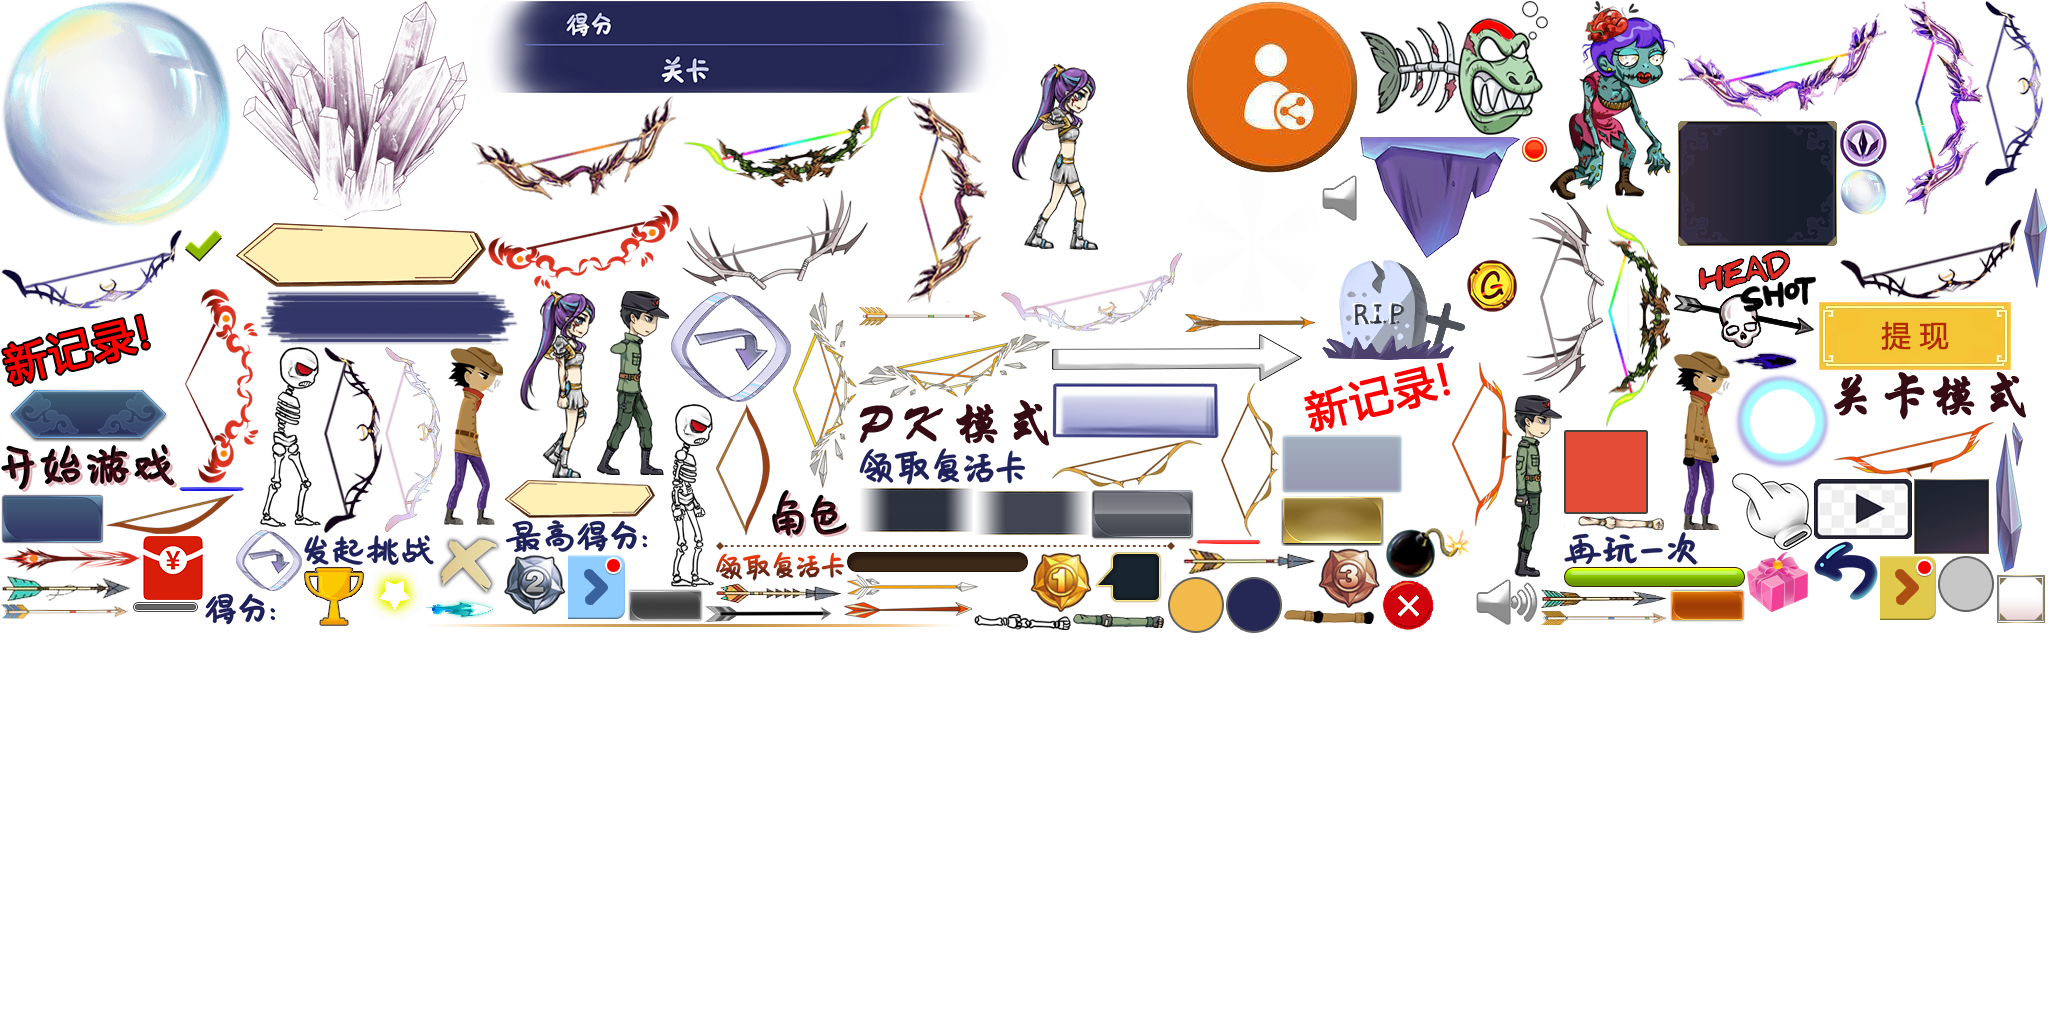 得分
关卡
HEAD
SHOT
R.I.P
G
提现
新记录!
新记录!
关卡模式
PK模式
开始游戏
领取复活卡
角色
最高得分:
发起挑战
再玩一次
领取复活卡
¥
2
1
3
得分: